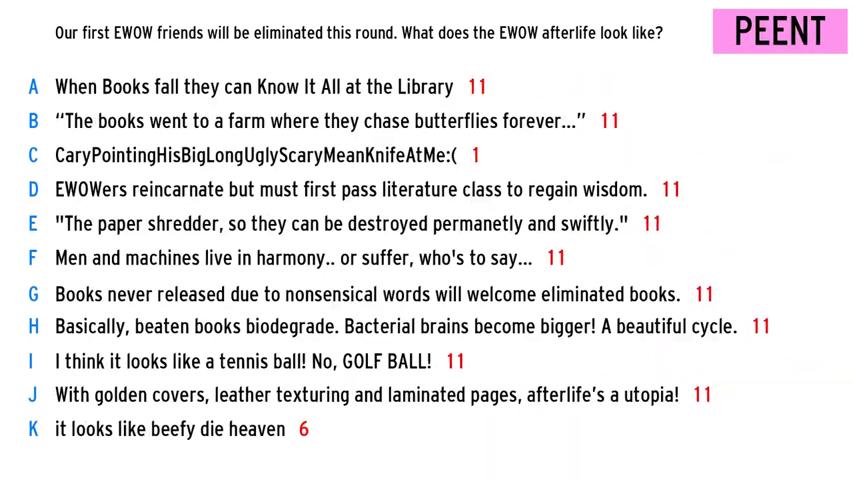 Our first EWOW friends will be eliminated this round. What does the EWOW afterlife look like?
PEENT
A When Books fall they can Know It All at the Library 11
B “The books went to a farm where they chase butterflies forever...” 11
C CaryPointingHisBigLongUglyScaryMeanKnifeAtMe:( 1
D EWOWers reincarnate but must first pass literature class to regain wisdom. 11
E "The paper shredder, so they can be destroyed permanetly and swiftly." 11
F Men and machines live in harmony.. or suffer, who's to say... 11
G Books never released due to nonsensical words will welcome eliminated books. 11
H Basically, beaten books biodegrade. Bacterial brains become bigger! A beautiful cycle. 11
I I think it looks like a tennis ball! No, GOLF BALL! 11
J With golden covers, leather texturing and laminated pages, afterlife’s a utopia! 11
K it looks like beefy die heaven 6